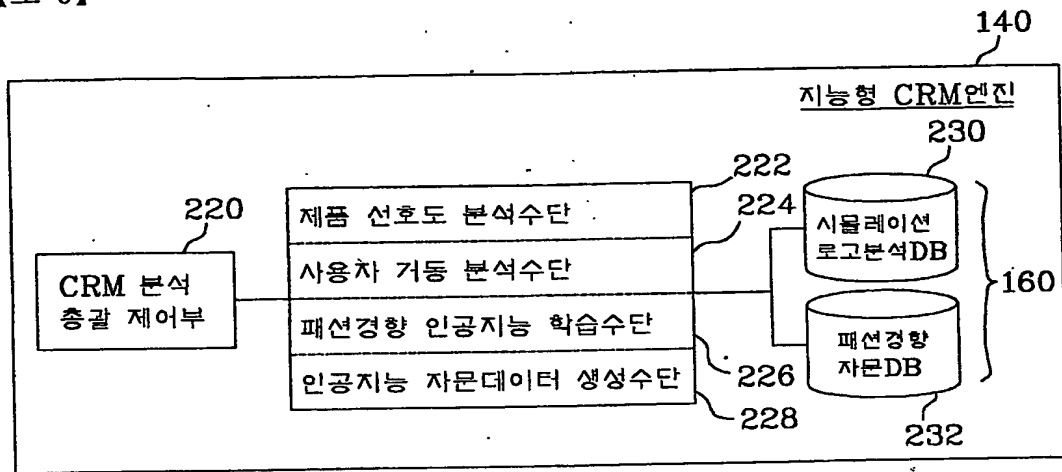 140
지능형 CRM엔진
230
222
224
220
제품 선호도 분석수단
사용자 거동 분석수단
패션경향 인공지능 학습수단
인공지능 자문데이터 생성수단
CRM 분석
총괄 제어부
시뮬레이션
로고분석DB
패션경향
자문DB
160
226
228
232